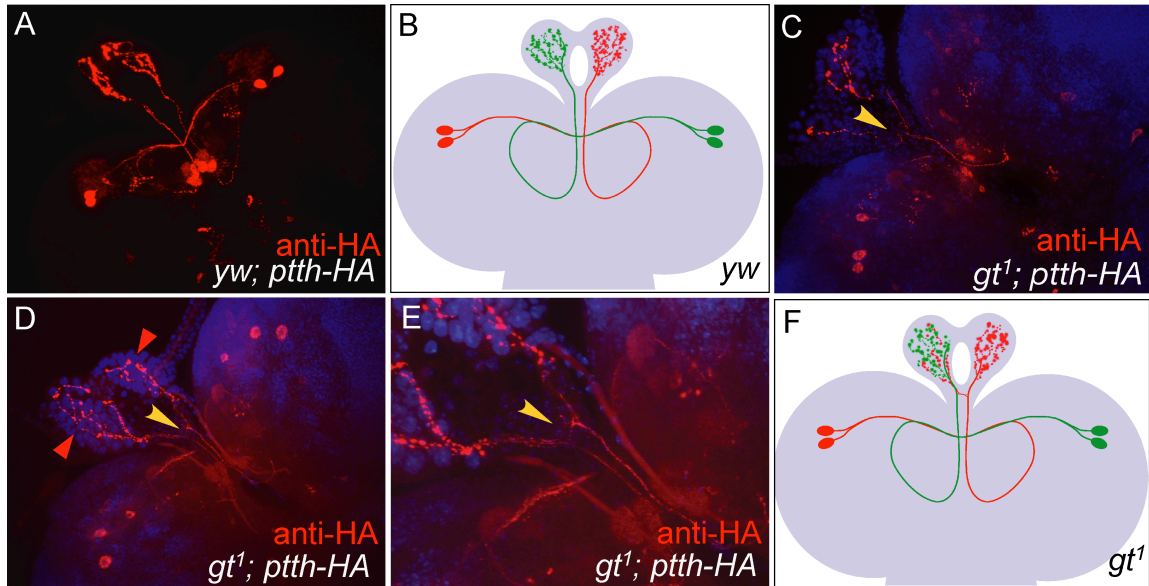 A
anti-HA
yw; ptth-HA
B
yw
C
anti-HA
gt1; ptth-HA
D
anti-HA
gt1; ptth-HA
E
anti-HA
gt1; ptth-HA
F
gt1